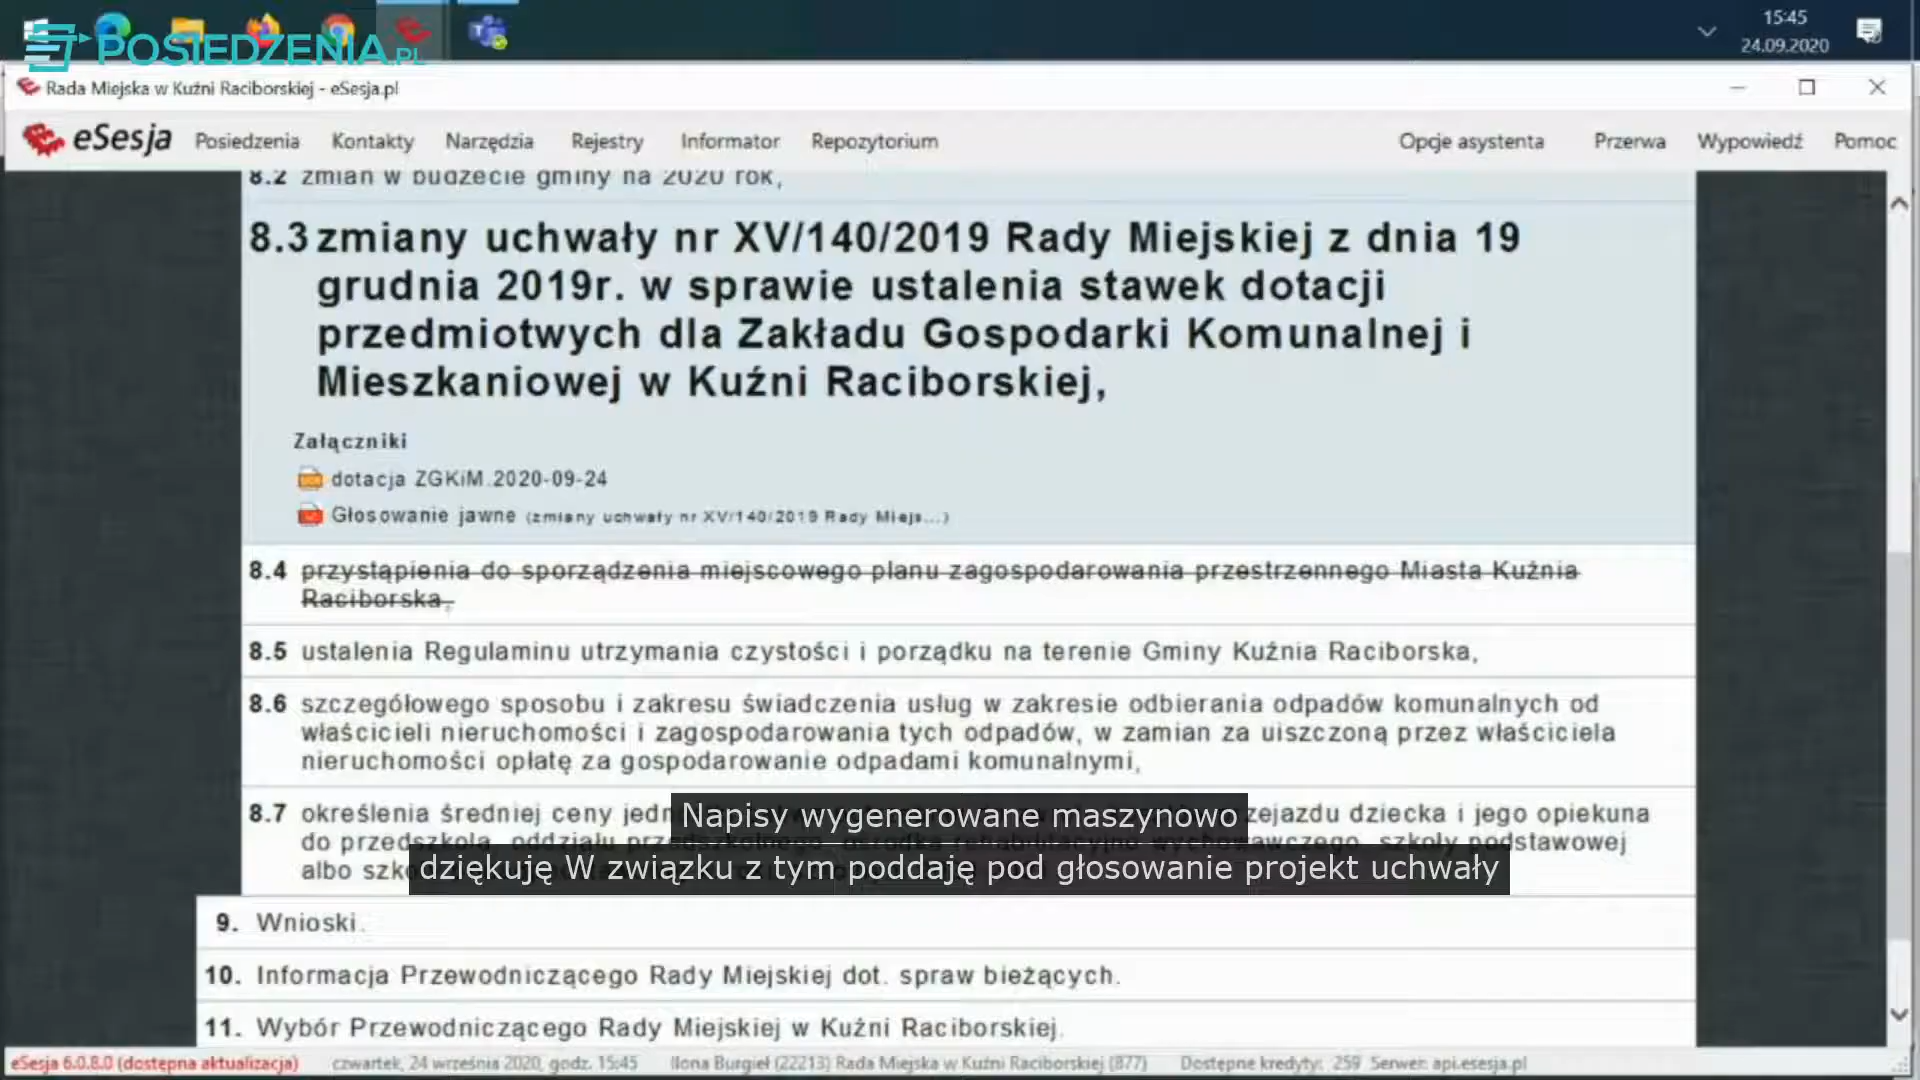 15:45
24.09.2020
POSIEDZENIA.PL
Rada Miejska w Kuźni Raciborskiej - eSesja.pl
eSesja Posiedzenia Kontakty Narzędzia Rejestry Informator Repozytorium Opcje asystenta Przerwa Wypowiedź Pomoc
8.2 zmian w budżecie gminy na 2020 rok,
8.3 zmiany uchwały nr XV/140/2019 Rady Miejskiej z dnia 19
grudnia 2019r. w sprawie ustalenia stawek dotacji
przedmiotwych dla Zakładu Gospodarki Komunalnej i
Mieszkaniowej w Kuźni Raciborskiej,
Załączniki
dotacja ZGKiM.2020-09-24
Głosowanie jawne (zmiany uchwały nr XV/140/2019 Rady Miejs...)
8.4 przystąpienia do sporządzenia miejscowego planu zagospodarowania przestrzennego Miasta Kuźnia
Raciborska,
8.5 ustalenia Regulaminu utrzymania czystości i porządku na terenie Gminy Kuźnia Raciborska,
8.6 szczegółowego sposobu i zakresu świadczenia usług w zakresie odbierania odpadów komunalnych od
właścicieli nieruchomości i zagospodarowania tych odpadów, w zamian za uiszczoną przez właściciela
nieruchomości opłatę za gospodarowanie odpadami komunalnymi,
8.7 określenia średniej ceny dziecka i jego opiekuna
do przedszkola, oddziału przedszkolnego, ośrodka rehabilitacyjno wychowawczego, szkoły podstawowej
albo
Napisy wygenerowane maszynowo
dziękuję W związku z tym poddaję pod głosowanie projekt uchwały
9. Wnioski.
10. Informacja Przewodniczącego Rady Miejskiej dot. spraw bieżących.
11. Wybór Przewodniczącego Rady Miejskiej w Kuźni Raciborskiej.
eSesja 6.0.8.0 (dostępna aktualizacja) czwartek, 24 września 2020, godz. 15:45 Ilona Burgieł (22213) Rada Miejska w Kuźni Raciborskiej (877) Dostępne kredyty: 259 Serwer: api.esesja.pl